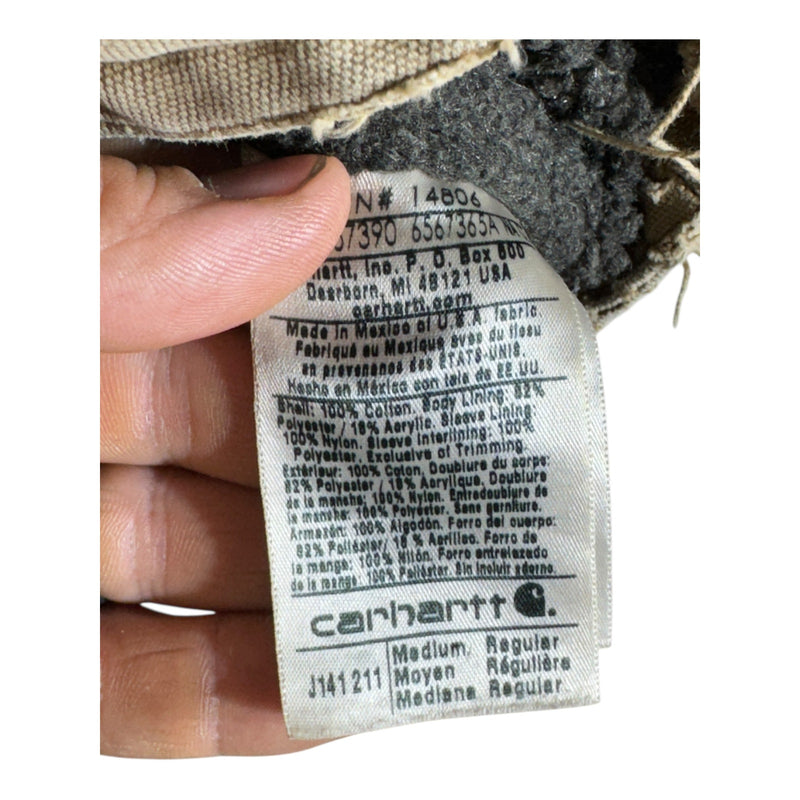 N# 14806
57390 6567365A
hartt, Inc. P. O. Box 600
Dearborn, MI 48121 USA
carhartt.com
Made in Mexico of U.S.A fabric
Fabriqué au Mexique avec du tissu
en provenance des ÉTATS-UNIS.
Hecho en México con tela de EE.UU.
Shell: 100% Cotton. Body Lining: 82%
Polyester / 18% Acrylic. Sleeve Lining:
100% Nylon. Sleeve Interlining: 100%
Polyester. Exclusive of Trimming.
Extérieur: 100% Coton. Doublure du corps:
82% Polyester / 18% Acrylique. Doublure
de la manche: 100% Nylon. Entredoublure de
la manche: 100% Polyester. Sans garniture.
Armazón: 100% Algodón. Forro del cuerpo:
82% Poliéster / 18% Acrílico. Forro de
la manga: 100% Nilón. Forro entrelazado
de la manga: 100% Poliéster. Sin incluir adorno.
carhartt
J141 211
Medium, Regular
Moyen Régulière
Mediana Regular